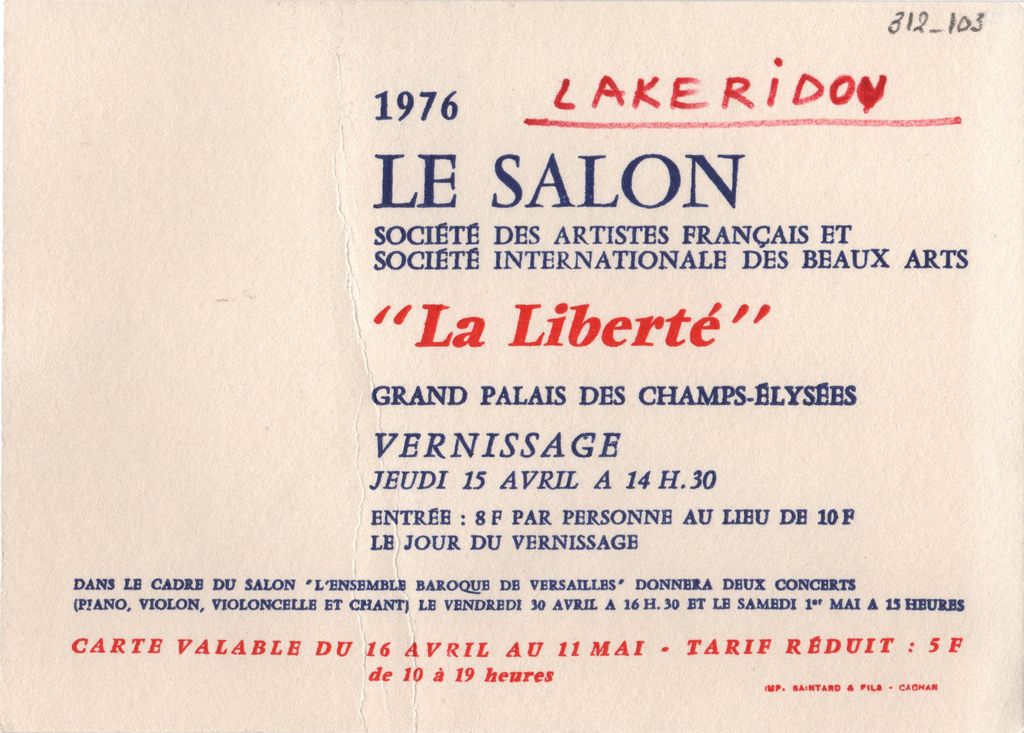 312_103
1976
LAKERiDOU
LE SALON
SOCIÉTÉ DES ARTISTES FRANÇAIS ET
SOCIÉTÉ INTERNATIONALE DES BEAUX ARTS
"La Liberté"
GRAND PALAIS DES CHAMPS-ÉLYSÉES
VERNISSAGE
JEUDI 15 AVRIL A 14 H. 30
ENTRÉE : 8 F PAR PERSONNE AU LIEU DE 10 F
LE JOUR DU VERNISSAGE
DANS LE CADRE DU SALON "L'ENSEMBLE BAROQUE DE VERSAILLES" DONNERA DEUX CONCERTS
(PIANO, VIOLON, VIOLONCELLE ET CHANT) LE VENDREDI 30 AVRIL A 16 H. 30 ET LE SAMEDI 1er MAI A 15 HEURES
CARTE VALABLE DU 16 AVRIL AU 11 MAI - TARIF RÉDUIT : 5 F
de 10 à 19 heures
IMP. SAINTARD & FILS - CACHAN